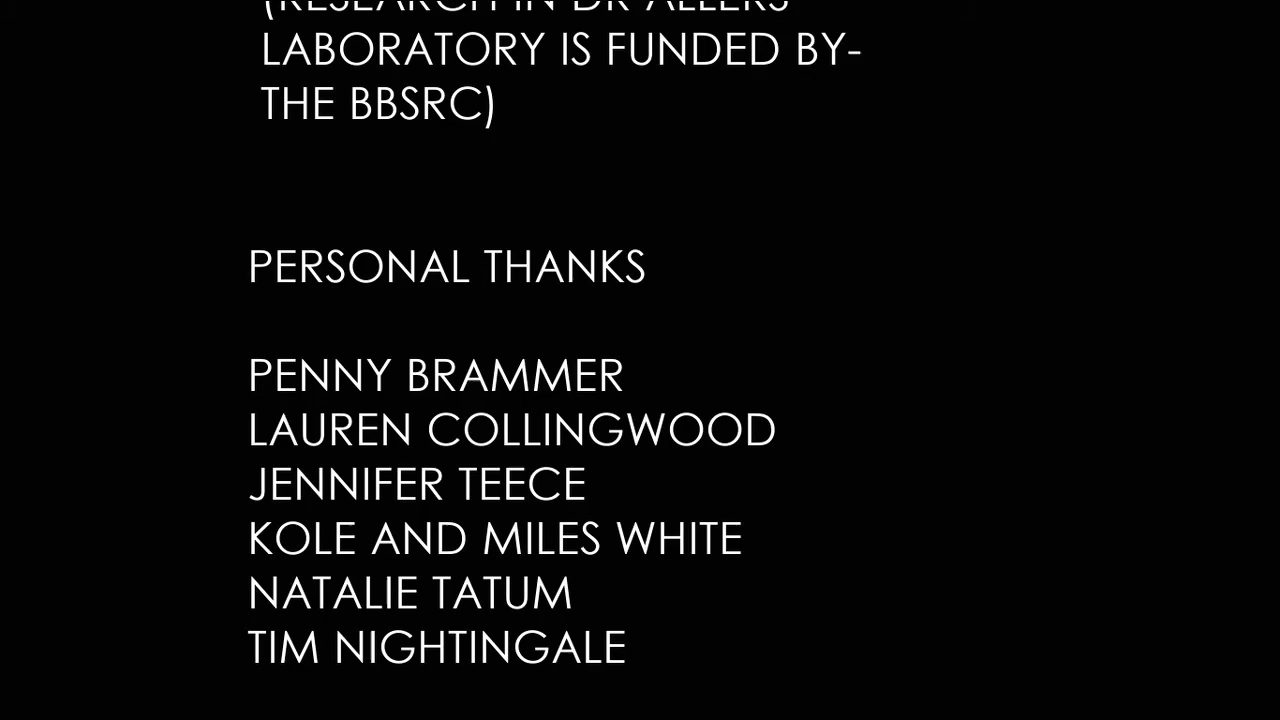 (RESEARCH IN DR ALLERS
LABORATORY IS FUNDED BY-
THE BBSRC)
PERSONAL THANKS
PENNY BRAMMER
LAUREN COLLINGWOOD
JENNIFER TEECE
KOLE AND MILES WHITE
NATALIE TATUM
TIM NIGHTINGALE